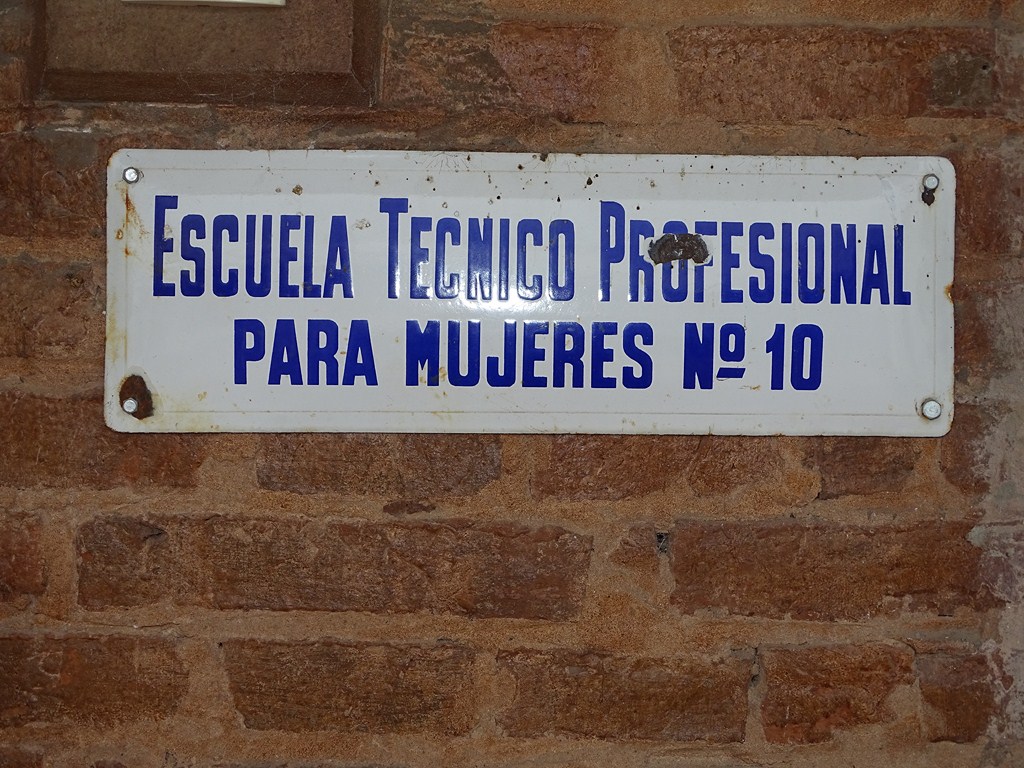 ESCUELA TECNICO PROFESIONAL
PARA MUJERES Nº 10